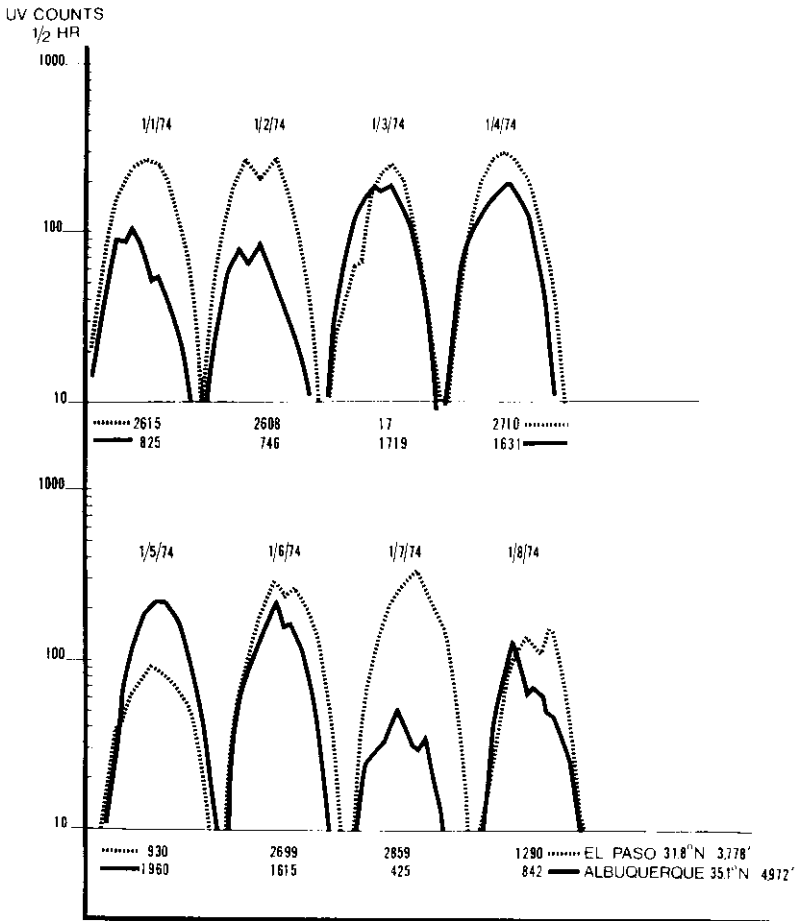 UV COUNTS
1/2 HR
1000
1/1/74 1/2/74 1/3/74 1/4/74
100
10
2615 2608 17 2710
825 746 1719 1631
1000
1/5/74 1/6/74 1/7/74 1/8/74
100
10
930 2699 2859 1290 EL PASO 31.8°N 3,778'
1960 1615 425 842 ALBUQUERQUE 35.1°N 4,972'